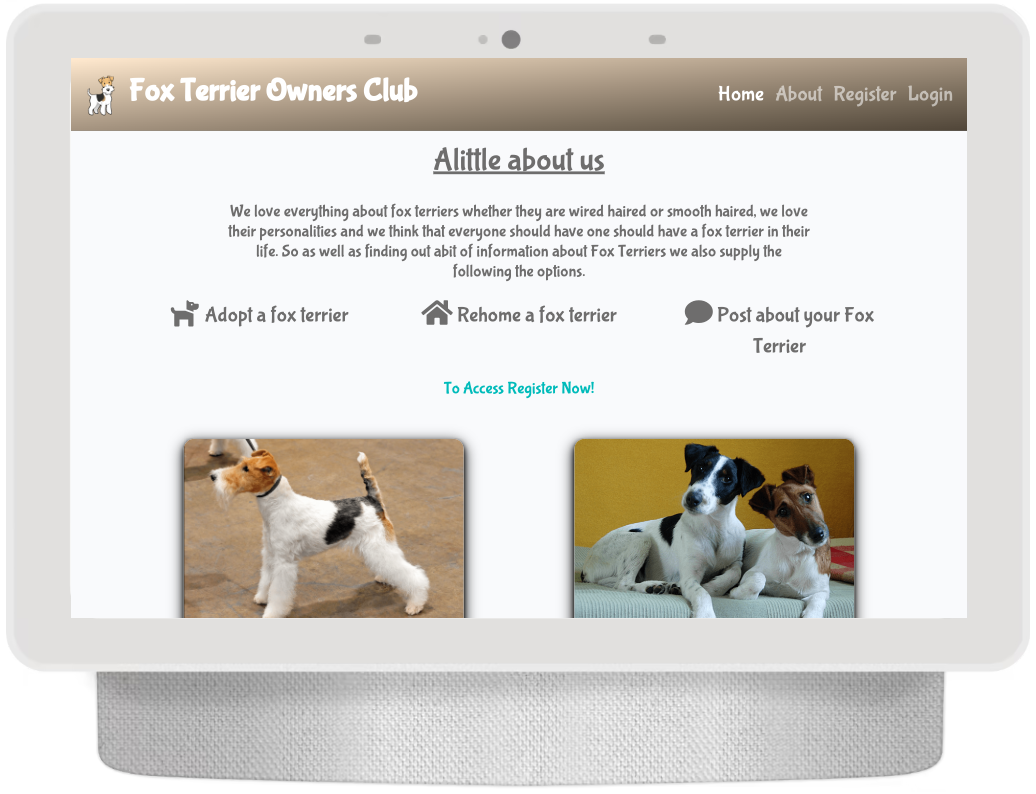 Fox Terrier Owners Club
Home About Register Login
Alittle about us
We love everything about fox terriers whether they are wired haired or smooth haired, we love
their personalities and we think that everyone should have one should have a fox terrier in their
life. So as well as finding out abit of information about Fox Terriers we also supply the
following the options.
Adopt a fox terrier
Rehome a fox terrier
Post about your Fox
Terrier
To Access Register Now!